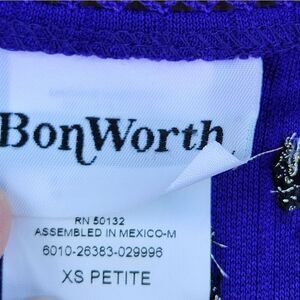 BonWorth
RN 50132
ASSEMBLED IN MEXICO-M
6010-26383-029996
XS PETITE